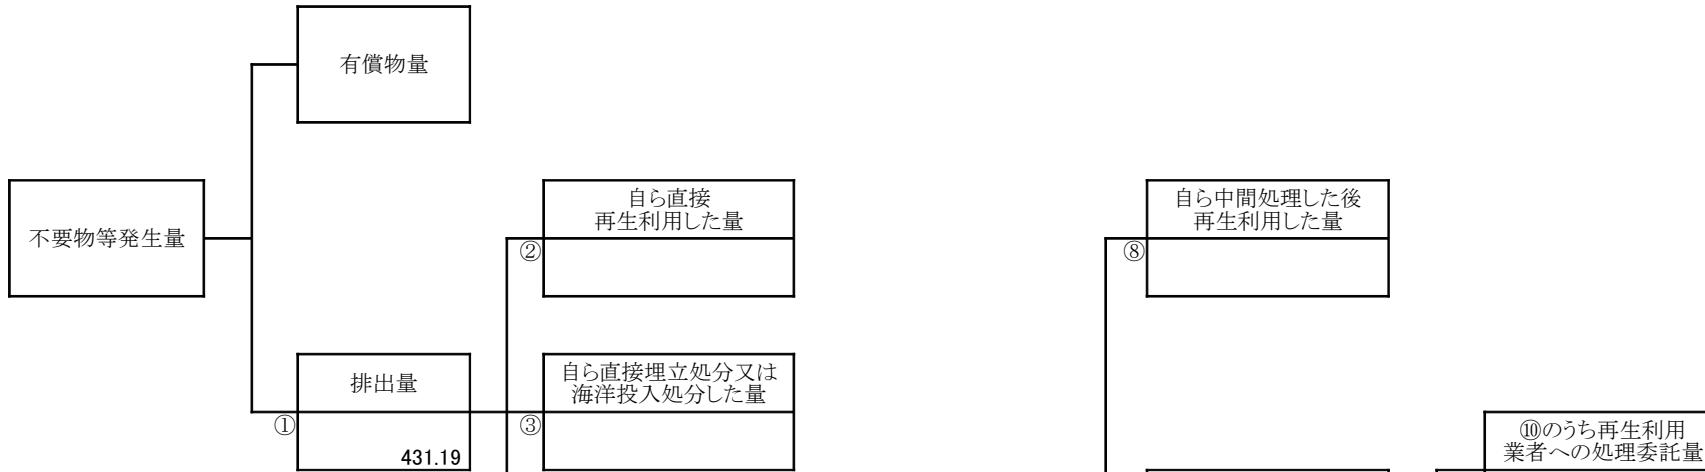 有償物量
不要物等発生量
自ら直接
再生利用した量
②
自ら中間処理した後
再生利用した量
⑧
排出量
①
431.19
自ら直接埋立処分又は
海洋投入処分した量
③
⑩のうち再生利用
業者への処理委託量